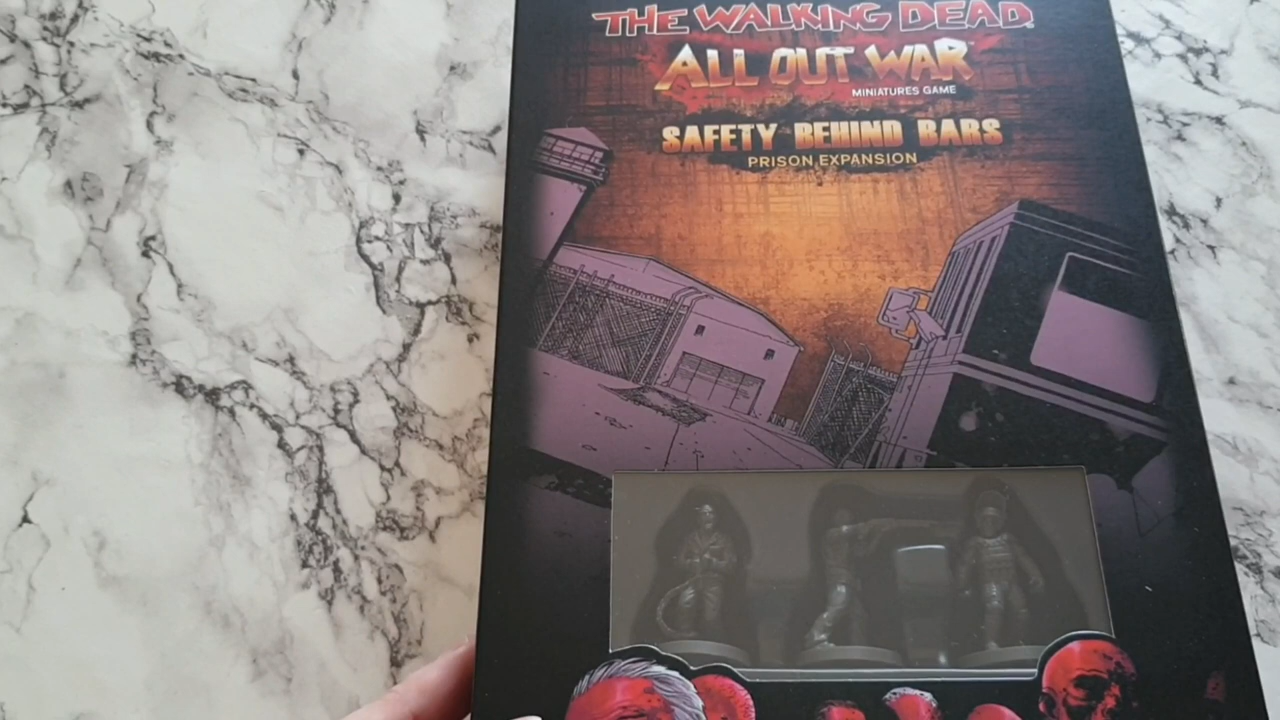 THE WALKING DEAD
ALL OUT WAR
MINIATURES GAME
SAFETY BEHIND BARS
PRISON EXPANSION